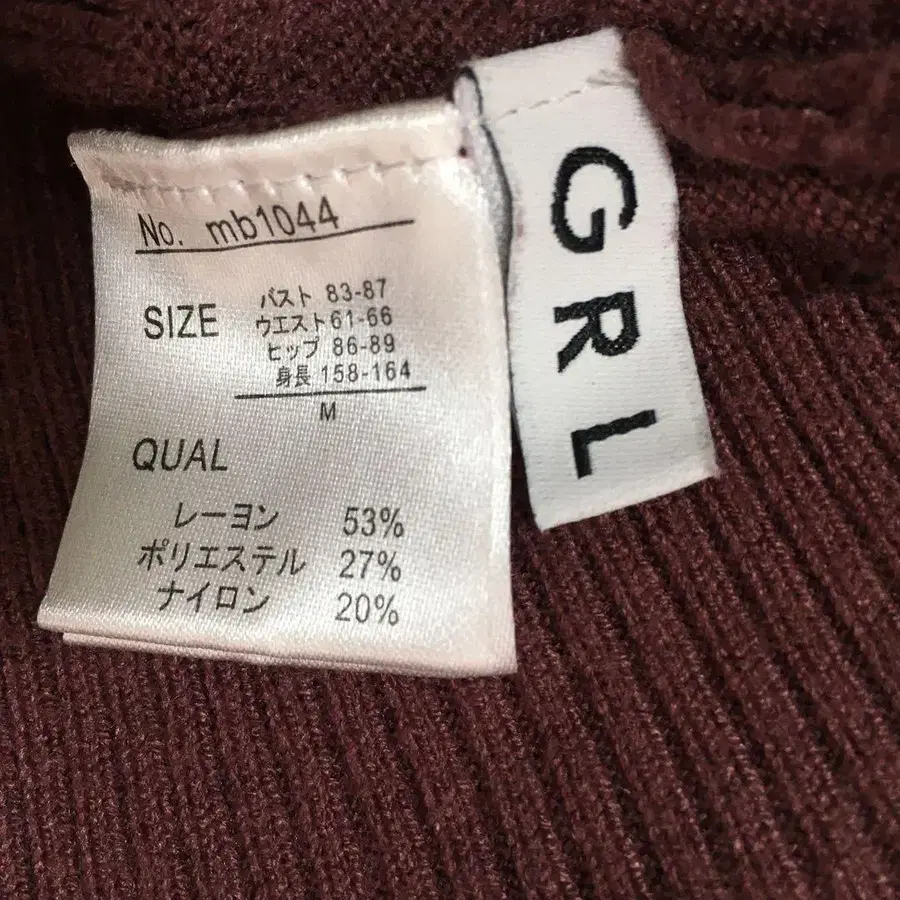 No. mb1044
SIZE
バスト 83-87
ウエスト 61-66
ヒップ 86-89
身長 158-164
M
QUAL
レーヨン 53%
ポリエステル 27%
ナイロン 20%
GRL